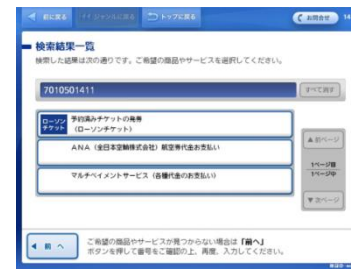 前に戻る
ジャンルに戻る
トップに戻る
お問合せ
14
検索結果一覧
検索した結果は次の通りです。ご希望の商品やサービスを選択してください。
7010501411
すべて消す
ローソンチケット
予約済みチケットの発券
（ローソンチケット）
ANA（全日本空輸株式会社）航空券代金お支払い
マルチペイメントサービス（各種代金のお支払い）
▲前ページ
1ページ目
1ページ中
▼次ページ
前 へ
ご希望の商品やサービスが見つからない場合は「前へ」
ボタンを押して番号をご確認の上、再度、入力してください。